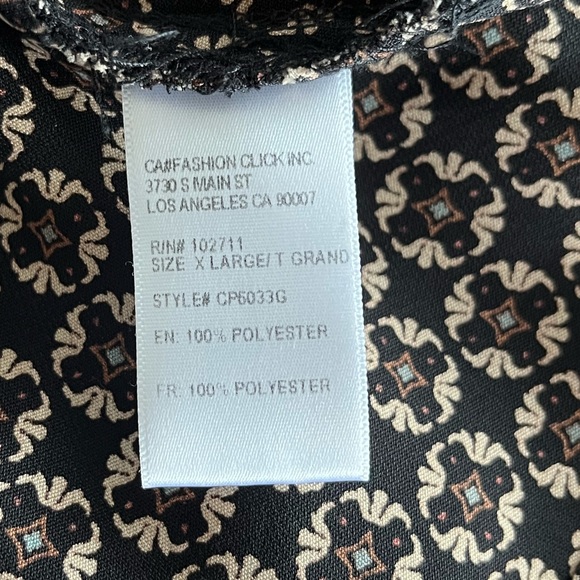 CA#FASHION CLICK INC.
3730 S MAIN ST
LOS ANGELES CA 90007
R/N# 102711
SIZE X LARGE/ T GRAND
STYLE# CP6033G
EN: 100% POLYESTER
FR: 100% POLYESTER